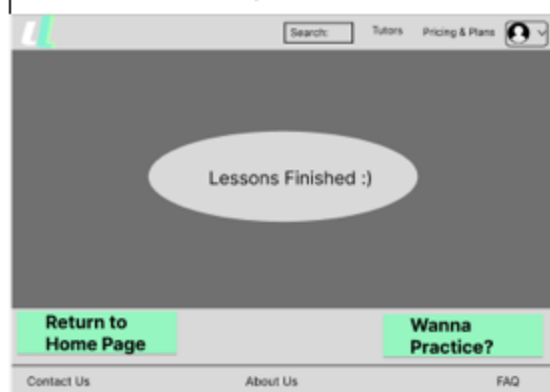 Search: Tutors Pricing & Plans
Lessons Finished :)
Return to
Home Page
Wanna
Practice?
Contact Us About Us FAQ